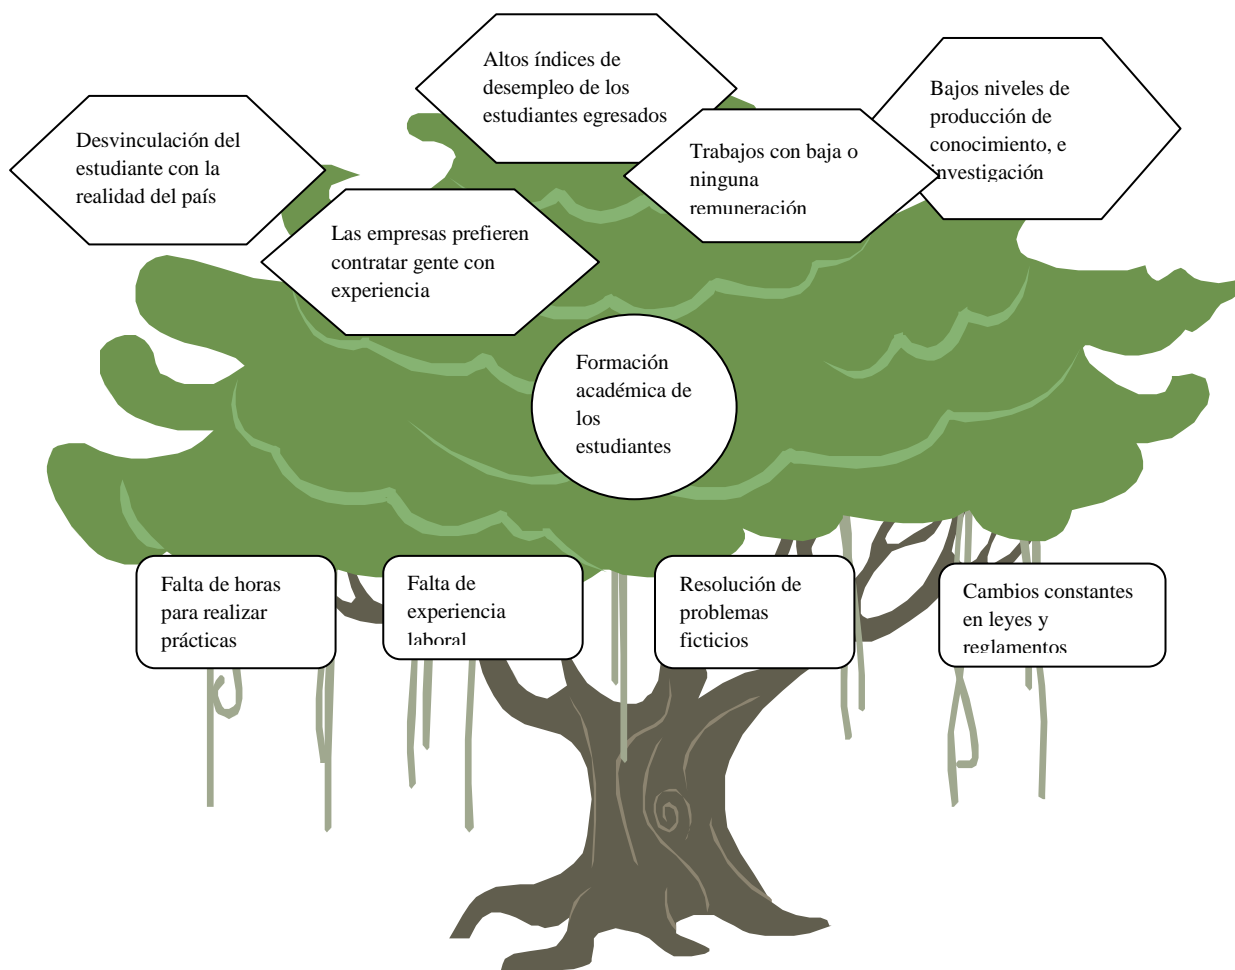 Altos índices de
desempleo de los
estudiantes egresados
Bajos niveles de
producción de
conocimiento, e
investigación
Desvinculación del
estudiante con la
realidad del país
Trabajos con baja o
ninguna
remuneración
Las empresas prefieren
contratar gente con
experiencia
Formación
académica de
los
estudiantes
Falta de horas
para realizar
prácticas
Falta de
experiencia
laboral
Resolución de
problemas
ficticios
Cambios constantes
en leyes y
reglamentos